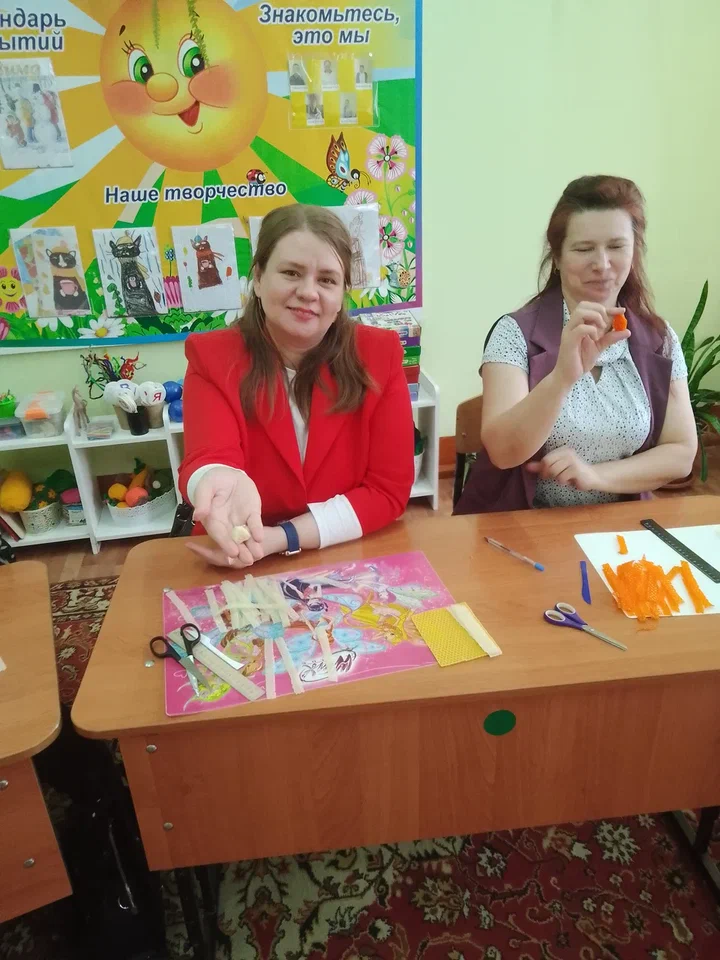 ндарь
ытий
Знакомьтесь,
это мы
Наше творчество
Я